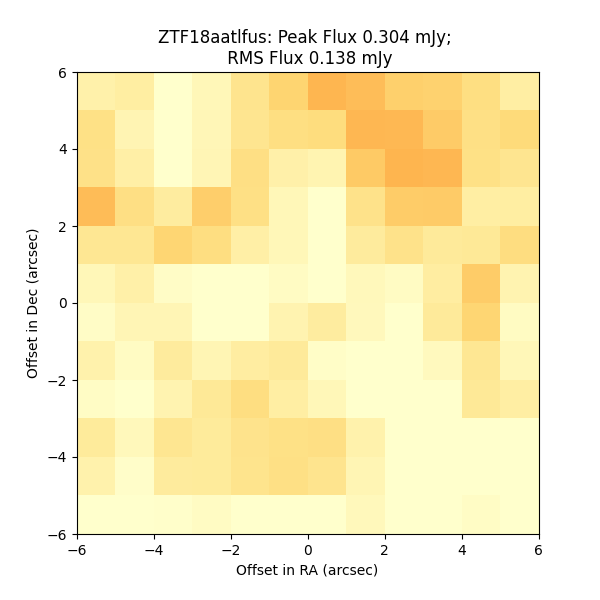 ZTF18aatlfus: Peak Flux 0.304 mJy;
RMS Flux 0.138 mJy
6
4
2
0
−2
−4
−6
Offset in Dec (arcsec)
−6 −4 −2 0 2 4 6
Offset in RA (arcsec)